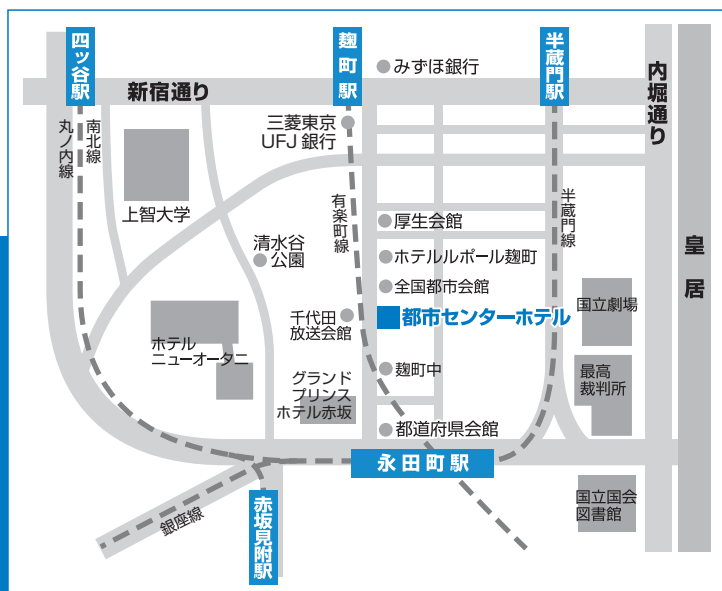 四ッ谷駅
麹町駅
みずほ銀行
半蔵門駅
新宿通り
内堀通り
丸ノ内線
南北線
三菱東京
UFJ銀行
上智大学
有楽町線
半蔵門線
厚生会館
皇居
清水谷
公園
ホテルルポール麹町
全国都市会館
国立劇場
千代田
放送会館
都市センターホテル
ホテル
ニューオータニ
グランド
プリンス
ホテル赤坂
麹町中
最高
裁判所
都道府県会館
永田町駅
赤坂見附駅
銀座線
国立国会
図書館